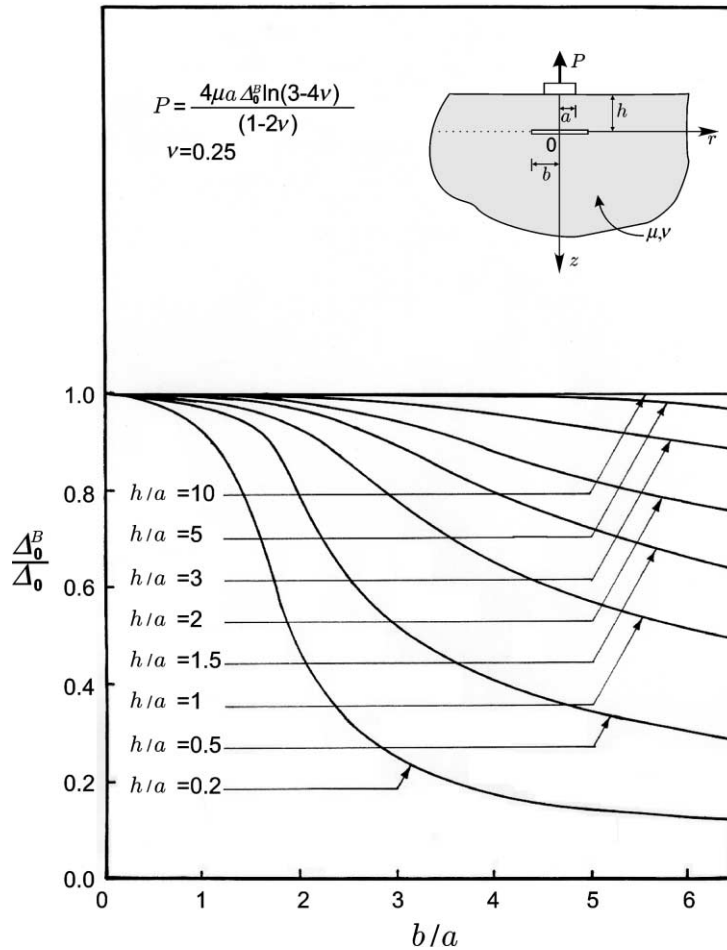 P = 4μa Δ₀ᴮ ln(3-4ν) / (1-2ν)
ν=0.25
P
a
h
0
r
b
μ,ν
z
1.0
0.8
0.6
0.4
0.2
0.0
Δ₀ᴮ / Δ₀
h/a =10
h/a =5
h/a =3
h/a =2
h/a =1.5
h/a =1
h/a =0.5
h/a =0.2
0 1 2 3 4 5 6
b/a